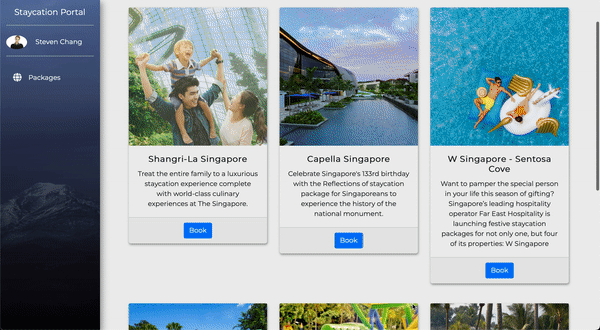 Staycation Portal
Steven Chang
Packages
Shangri-La Singapore
Treat the entire family to a luxurious
staycation experience complete
with world-class culinary
experiences at The Singapore.
Book
Capella Singapore
Celebrate Singapore's 133rd birthday
with the Reflections of staycation
package for Singaporeans to
experience the history of the
national monument.
Book
W Singapore - Sentosa
Cove
Want to pamper the special person
in your life this season of gifting?
Singapore's leading hospitality
operator Far East Hospitality is
launching festive staycation
packages for not only one, but four
of its properties: W Singapore
Book